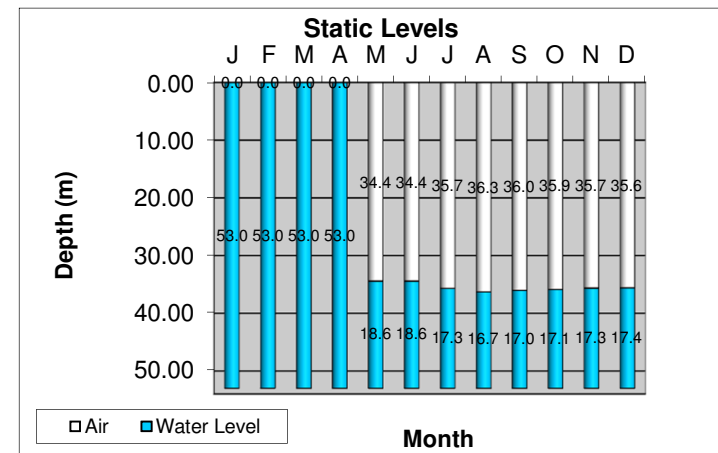 Static Levels
J F M A M J J A S O N D
0.00
0.0 0.0 0.0 0.0
10.00
20.00
34.4 34.4 35.7 36.3 36.0 35.9 35.7 35.6
30.00
53.0 53.0 53.0 53.0
40.00
18.6 18.6 17.3 16.7 17.0 17.1 17.3 17.4
50.00
Depth (m)
Air Water Level
Month